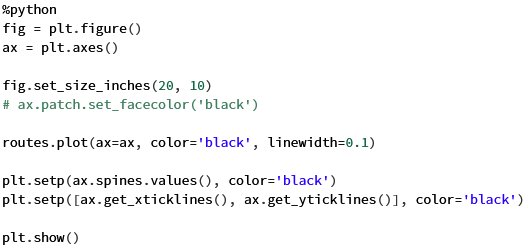 %python
fig = plt.figure()
ax = plt.axes()

fig.set_size_inches(20, 10)
# ax.patch.set_facecolor('black')

routes.plot(ax=ax, color='black', linewidth=0.1)

plt.setp(ax.spines.values(), color='black')
plt.setp([ax.get_xticklines(), ax.get_yticklines()], color='black')

plt.show()